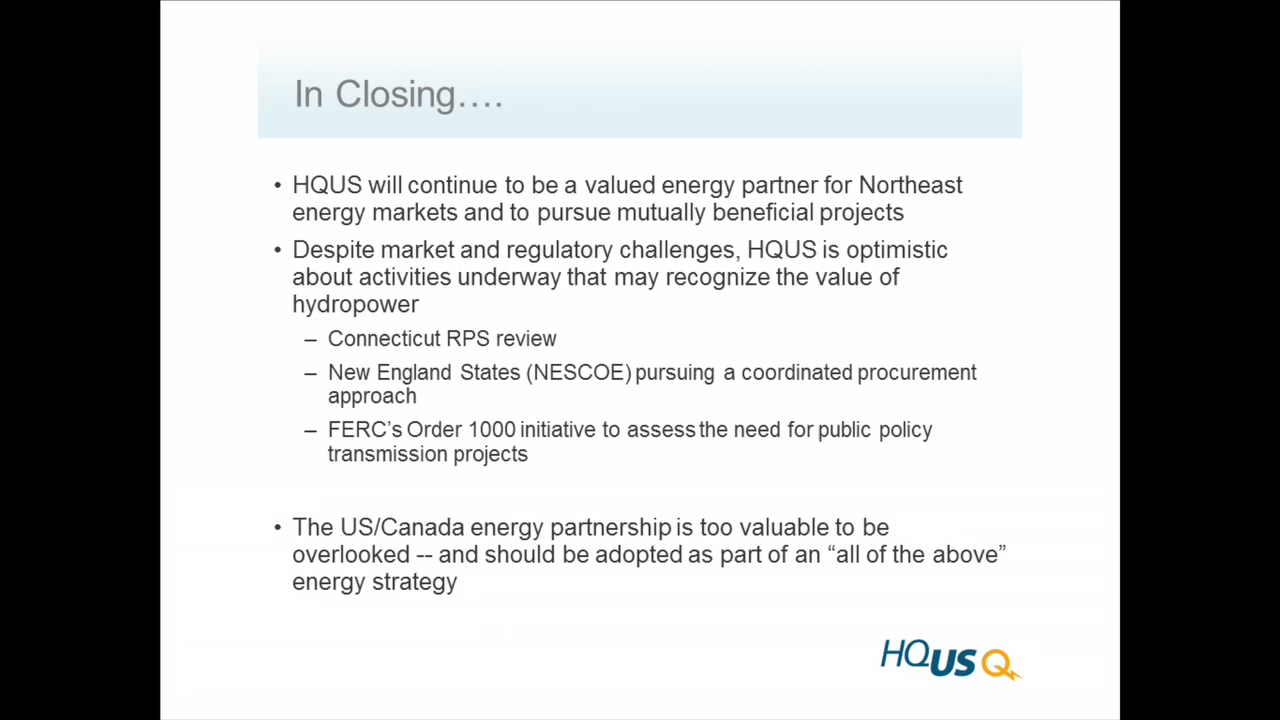 In Closing….
• HQUS will continue to be a valued energy partner for Northeast
energy markets and to pursue mutually beneficial projects
• Despite market and regulatory challenges, HQUS is optimistic
about activities underway that may recognize the value of
hydropower
– Connecticut RPS review
– New England States (NESCOE) pursuing a coordinated procurement
approach
– FERC’s Order 1000 initiative to assess the need for public policy
transmission projects
• The US/Canada energy partnership is too valuable to be
overlooked -- and should be adopted as part of an “all of the above”
energy strategy
HQUS